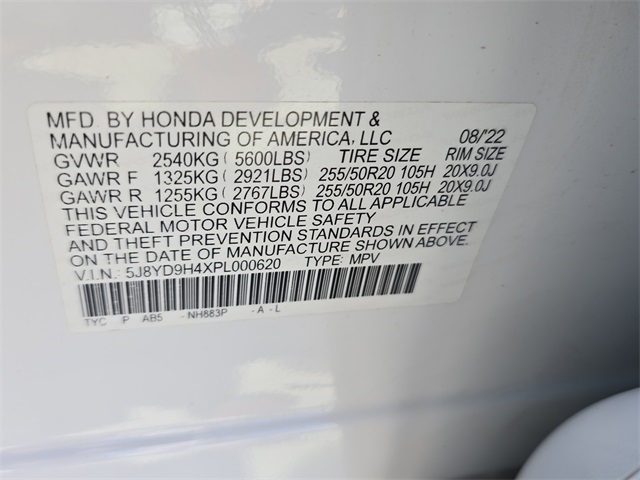 MFD. BY HONDA DEVELOPMENT &
MANUFACTURING OF AMERICA, LLC 08/'22
GVWR 2540KG ( 5600LBS) TIRE SIZE RIM SIZE
GAWR F 1325KG ( 2921LBS) 255/50R20 105H 20X9.0J
GAWR R 1255KG ( 2767LBS) 255/50R20 105H 20X9.0J
THIS VEHICLE CONFORMS TO ALL APPLICABLE
FEDERAL MOTOR VEHICLE SAFETY
AND THEFT PREVENTION STANDARDS IN EFFECT
ON THE DATE OF MANUFACTURE SHOWN ABOVE.
V.I.N.: 5J8YD9H4XPL000620 TYPE: MPV
TYC P AB5 -NH883P -A-L